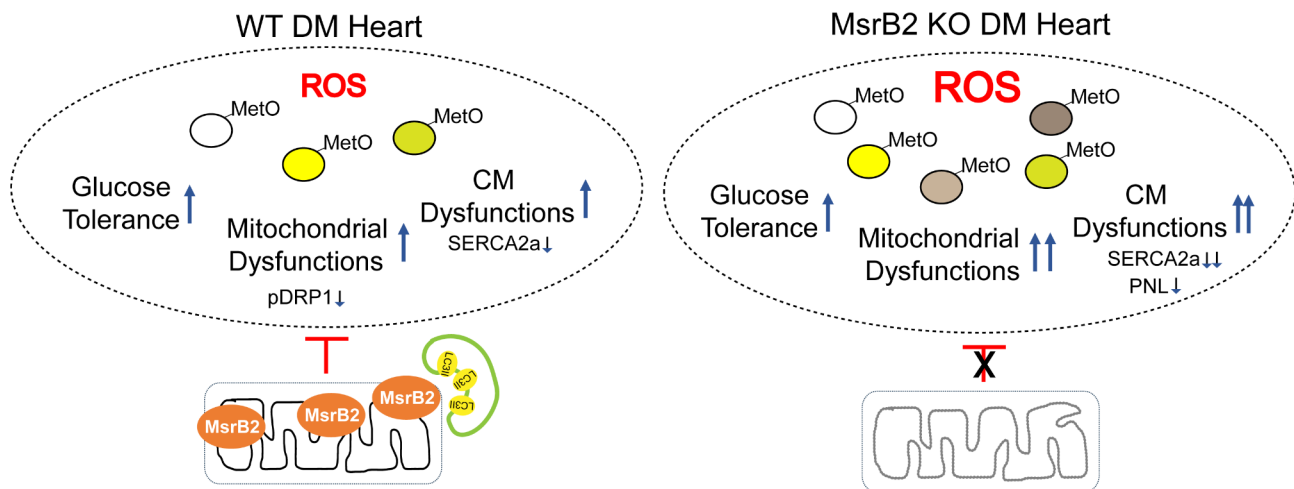 WT DM Heart
ROS
MetO
MetO
MetO
Glucose
Tolerance
Mitochondrial
Dysfunctions
pDRP1
CM
Dysfunctions
SERCA2a
MsrB2
MsrB2
MsrB2
LC3II
LC3II
LC3II
MsrB2 KO DM Heart
ROS
MetO
MetO
MetO
MetO
MetO
Glucose
Tolerance
Mitochondrial
Dysfunctions
CM
Dysfunctions
SERCA2a
PNL
X